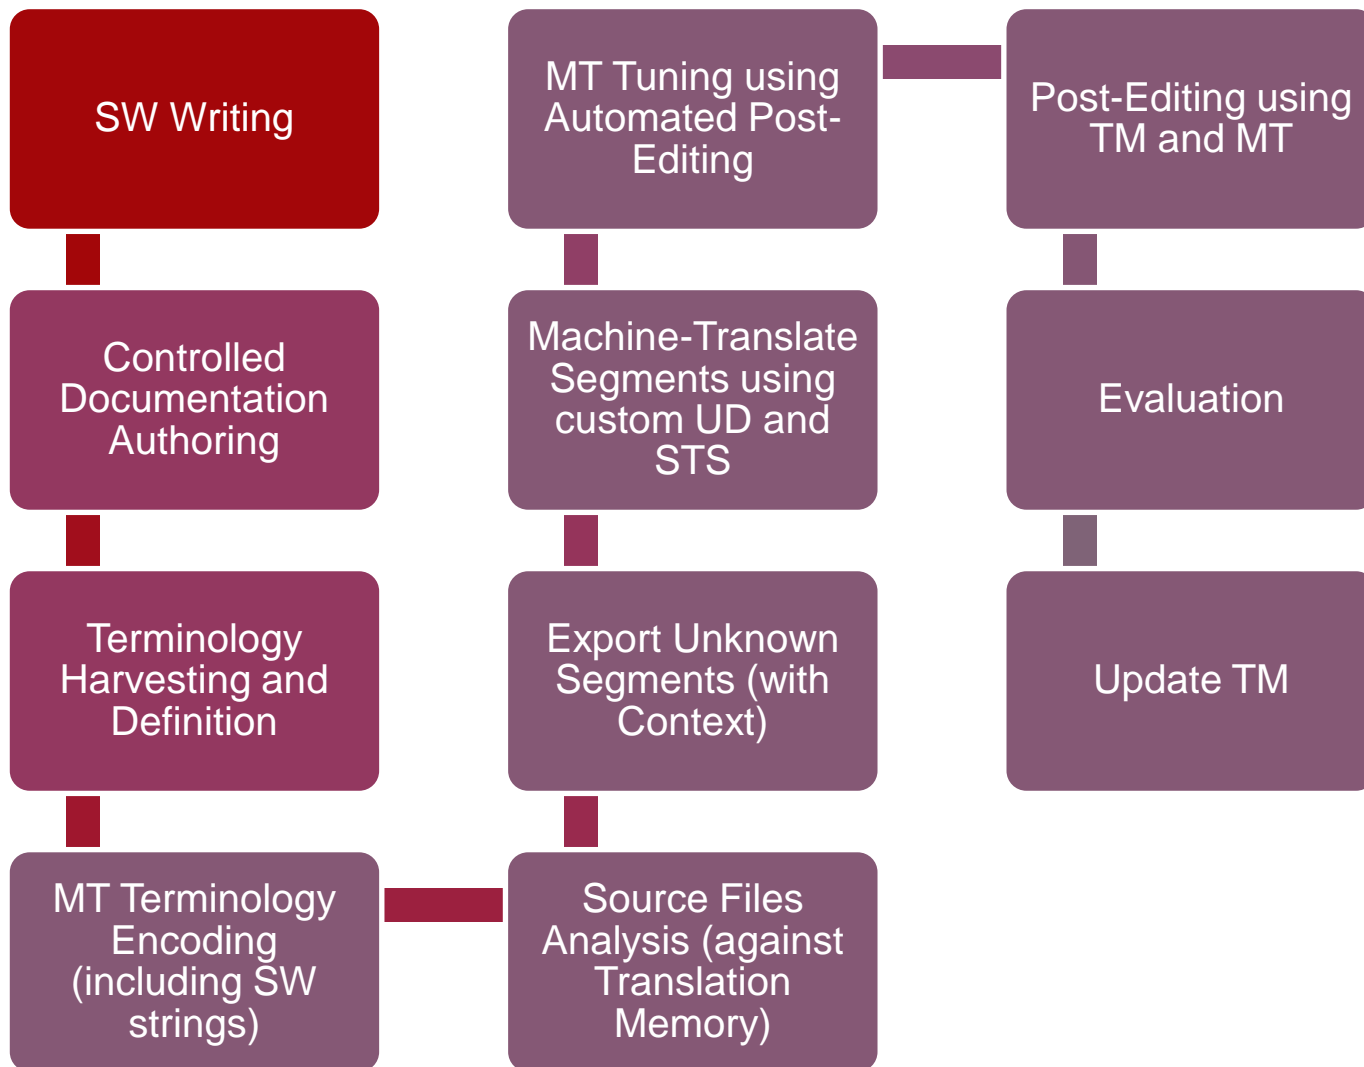 SW Writing
Controlled
Documentation
Authoring
Terminology
Harvesting and
Definition
MT Terminology
Encoding
(including SW
strings)
Source Files
Analysis (against
Translation
Memory)
Export Unknown
Segments (with
Context)
Machine-Translate
Segments using
custom UD and
STS
MT Tuning using
Automated Post-
Editing
Post-Editing using
TM and MT
Evaluation
Update TM